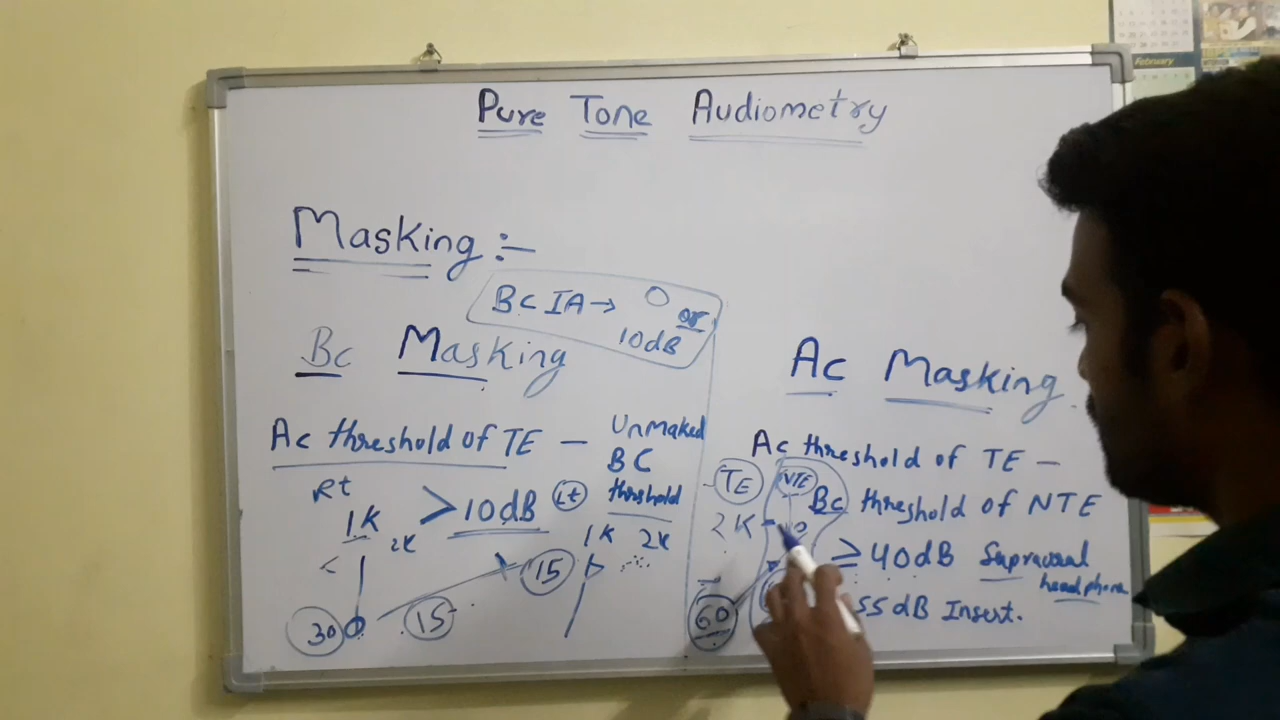 Pure Tone Audiometry
Masking :-
BC IA → 0 or
10dB
Bc Masking
Ac threshold of TE — Unmaked
BC
threshold
Rt
1K
2K
> 10dB
Lt
1K 2K
<
>
30
15
15
Ac Masking
Ac threshold of TE —
TE NTE
Bc threshold of NTE
2K
≥ 40dB Supraaural
headphone
60
55 dB Insert.
February